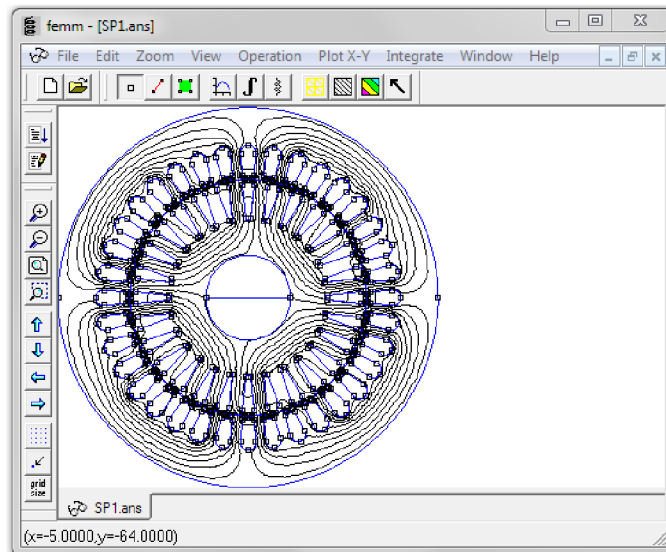 femm - [SP1.ans]
File Edit Zoom View Operation Plot X-Y Integrate Window Help
grid
size
SP1.ans
(x=-5.0000,y=-64.0000)